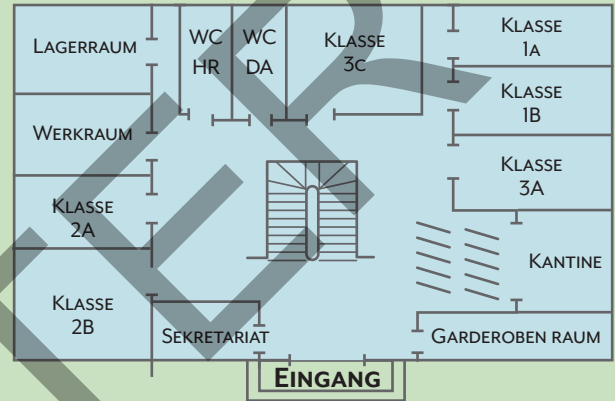 LAGERRAUM
WC
HR
WC
DA
KLASSE
3C
KLASSE
1A
KLASSE
1B
WERKRAUM
KLASSE
3A
KLASSE
2A
KANTINE
KLASSE
2B
SEKRETARIAT
GARDEROBEN RAUM
EINGANG